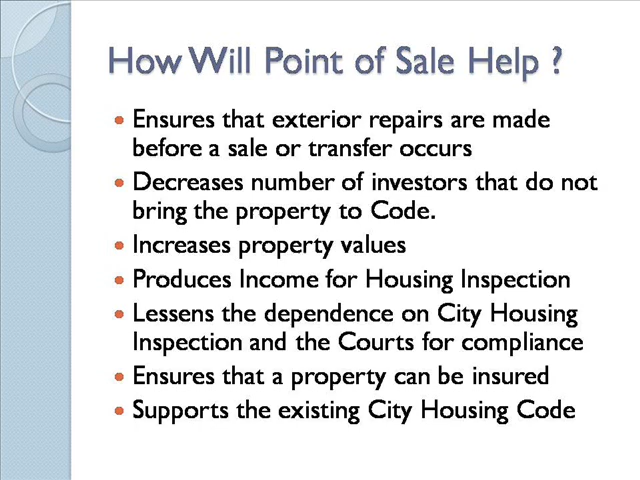 How Will Point of Sale Help ?
Ensures that exterior repairs are made
before a sale or transfer occurs
Decreases number of investors that do not
bring the property to Code.
Increases property values
Produces Income for Housing Inspection
Lessens the dependence on City Housing
Inspection and the Courts for compliance
Ensures that a property can be insured
Supports the existing City Housing Code